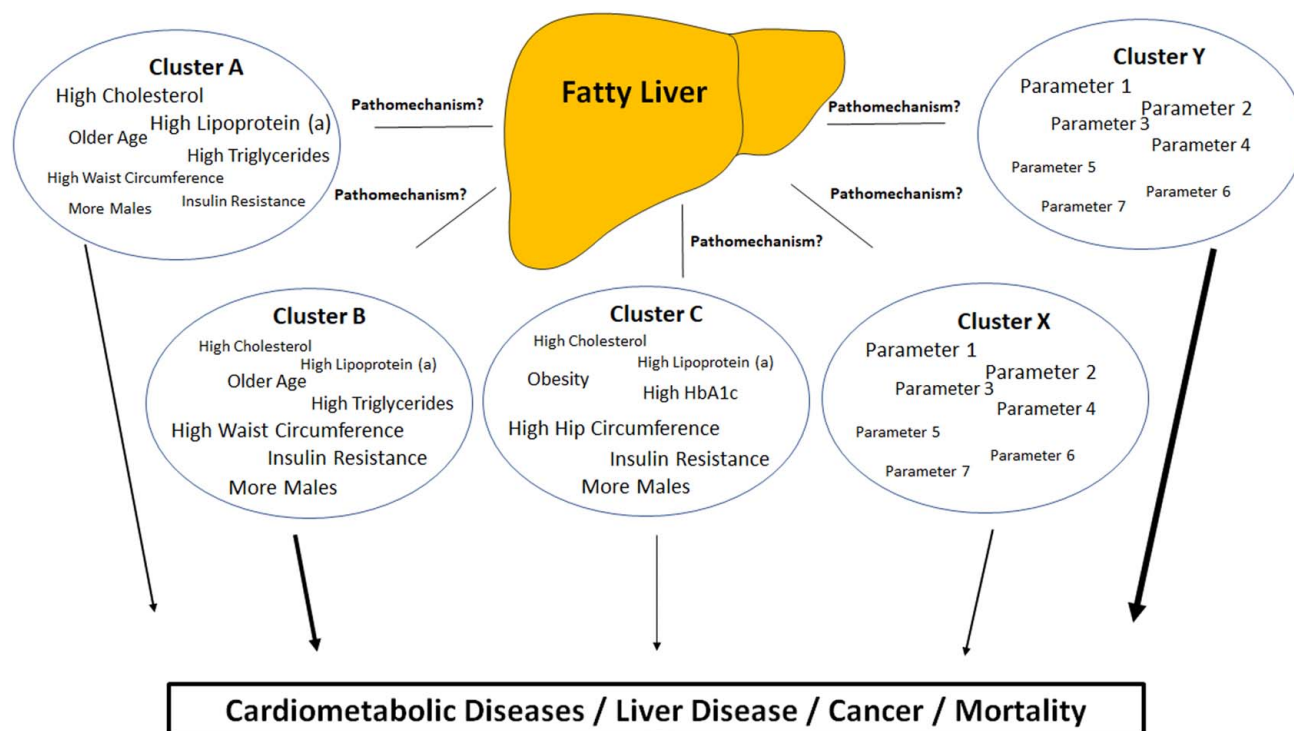 Fatty Liver
Cluster A
High Cholesterol
High Lipoprotein (a)
Older Age
High Triglycerides
High Waist Circumference
Insulin Resistance
More Males
Pathomechanism?
Pathomechanism?
Pathomechanism?
Pathomechanism?
Pathomechanism?
Cluster Y
Parameter 1
Parameter 2
Parameter 3
Parameter 4
Parameter 5
Parameter 6
Parameter 7
Cluster B
High Cholesterol
High Lipoprotein (a)
Older Age
High Triglycerides
High Waist Circumference
Insulin Resistance
More Males
Cluster C
High Cholesterol
High Lipoprotein (a)
Obesity
High HbA1c
High Hip Circumference
Insulin Resistance
More Males
Cluster X
Parameter 1
Parameter 2
Parameter 3
Parameter 4
Parameter 5
Parameter 6
Parameter 7
Cardiometabolic Diseases / Liver Disease / Cancer / Mortality